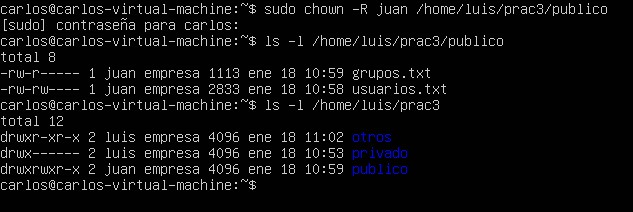 carlos@carlos-virtual-machine:~$ sudo chown -R juan /home/luis/prac3/publico
[sudo] contraseña para carlos:
carlos@carlos-virtual-machine:~$ ls -l /home/luis/prac3/publico
total 8
-rw-r----- 1 juan empresa 1113 ene 18 10:59 grupos.txt
-rw-rw---- 1 juan empresa 2833 ene 18 10:58 usuarios.txt
carlos@carlos-virtual-machine:~$ ls -l /home/luis/prac3
total 12
drwxr-xr-x 2 luis empresa 4096 ene 18 11:02 otros
drwx------ 2 luis empresa 4096 ene 18 10:53 privado
drwxrwxr-x 2 juan empresa 4096 ene 18 10:59 publico
carlos@carlos-virtual-machine:~$